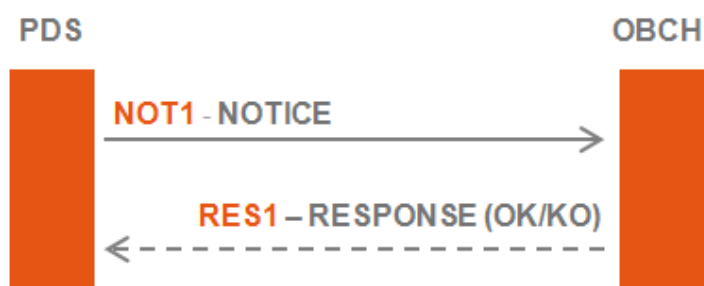 PDS
OBCH
NOT1 - NOTICE
RES1 – RESPONSE (OK/KO)